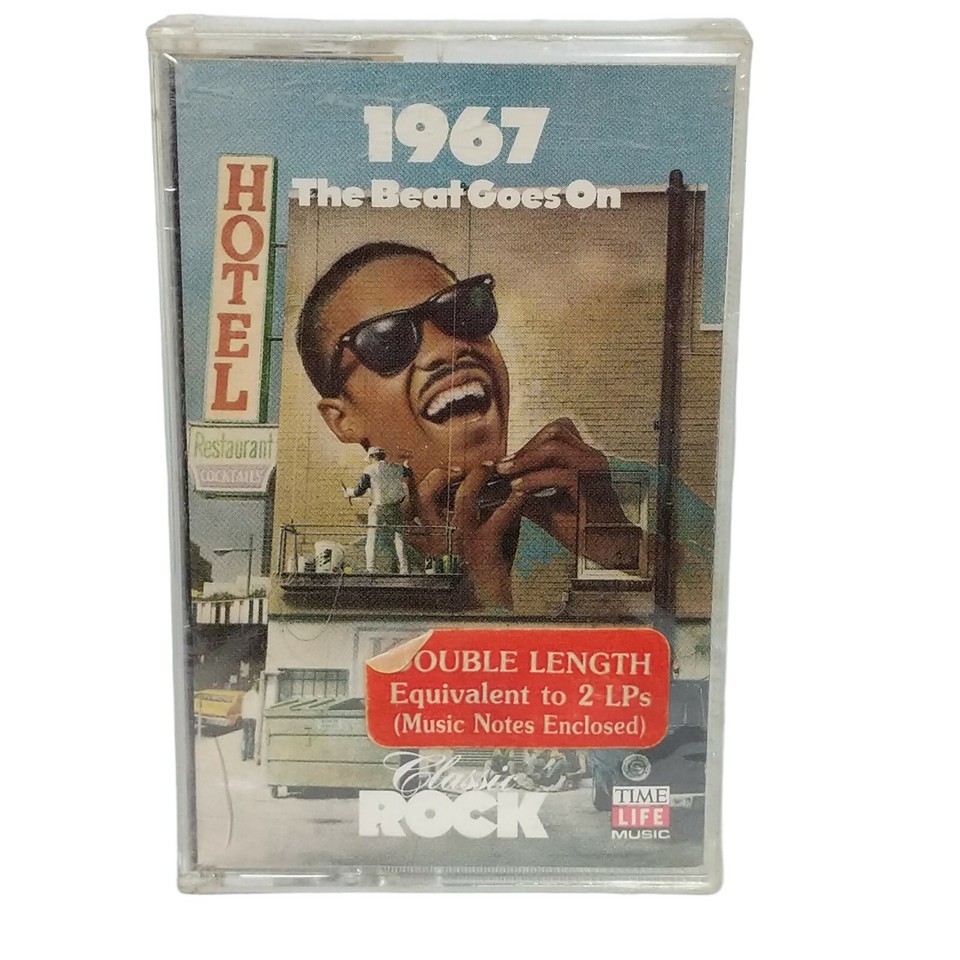 1967
The Beat Goes On
HOTEL
Restaurant
COCKTAILS
OUBLE LENGTH
Equivalent to 2 LPs
(Music Notes Enclosed)
Classic
ROCK
TIME
LIFE
MUSIC